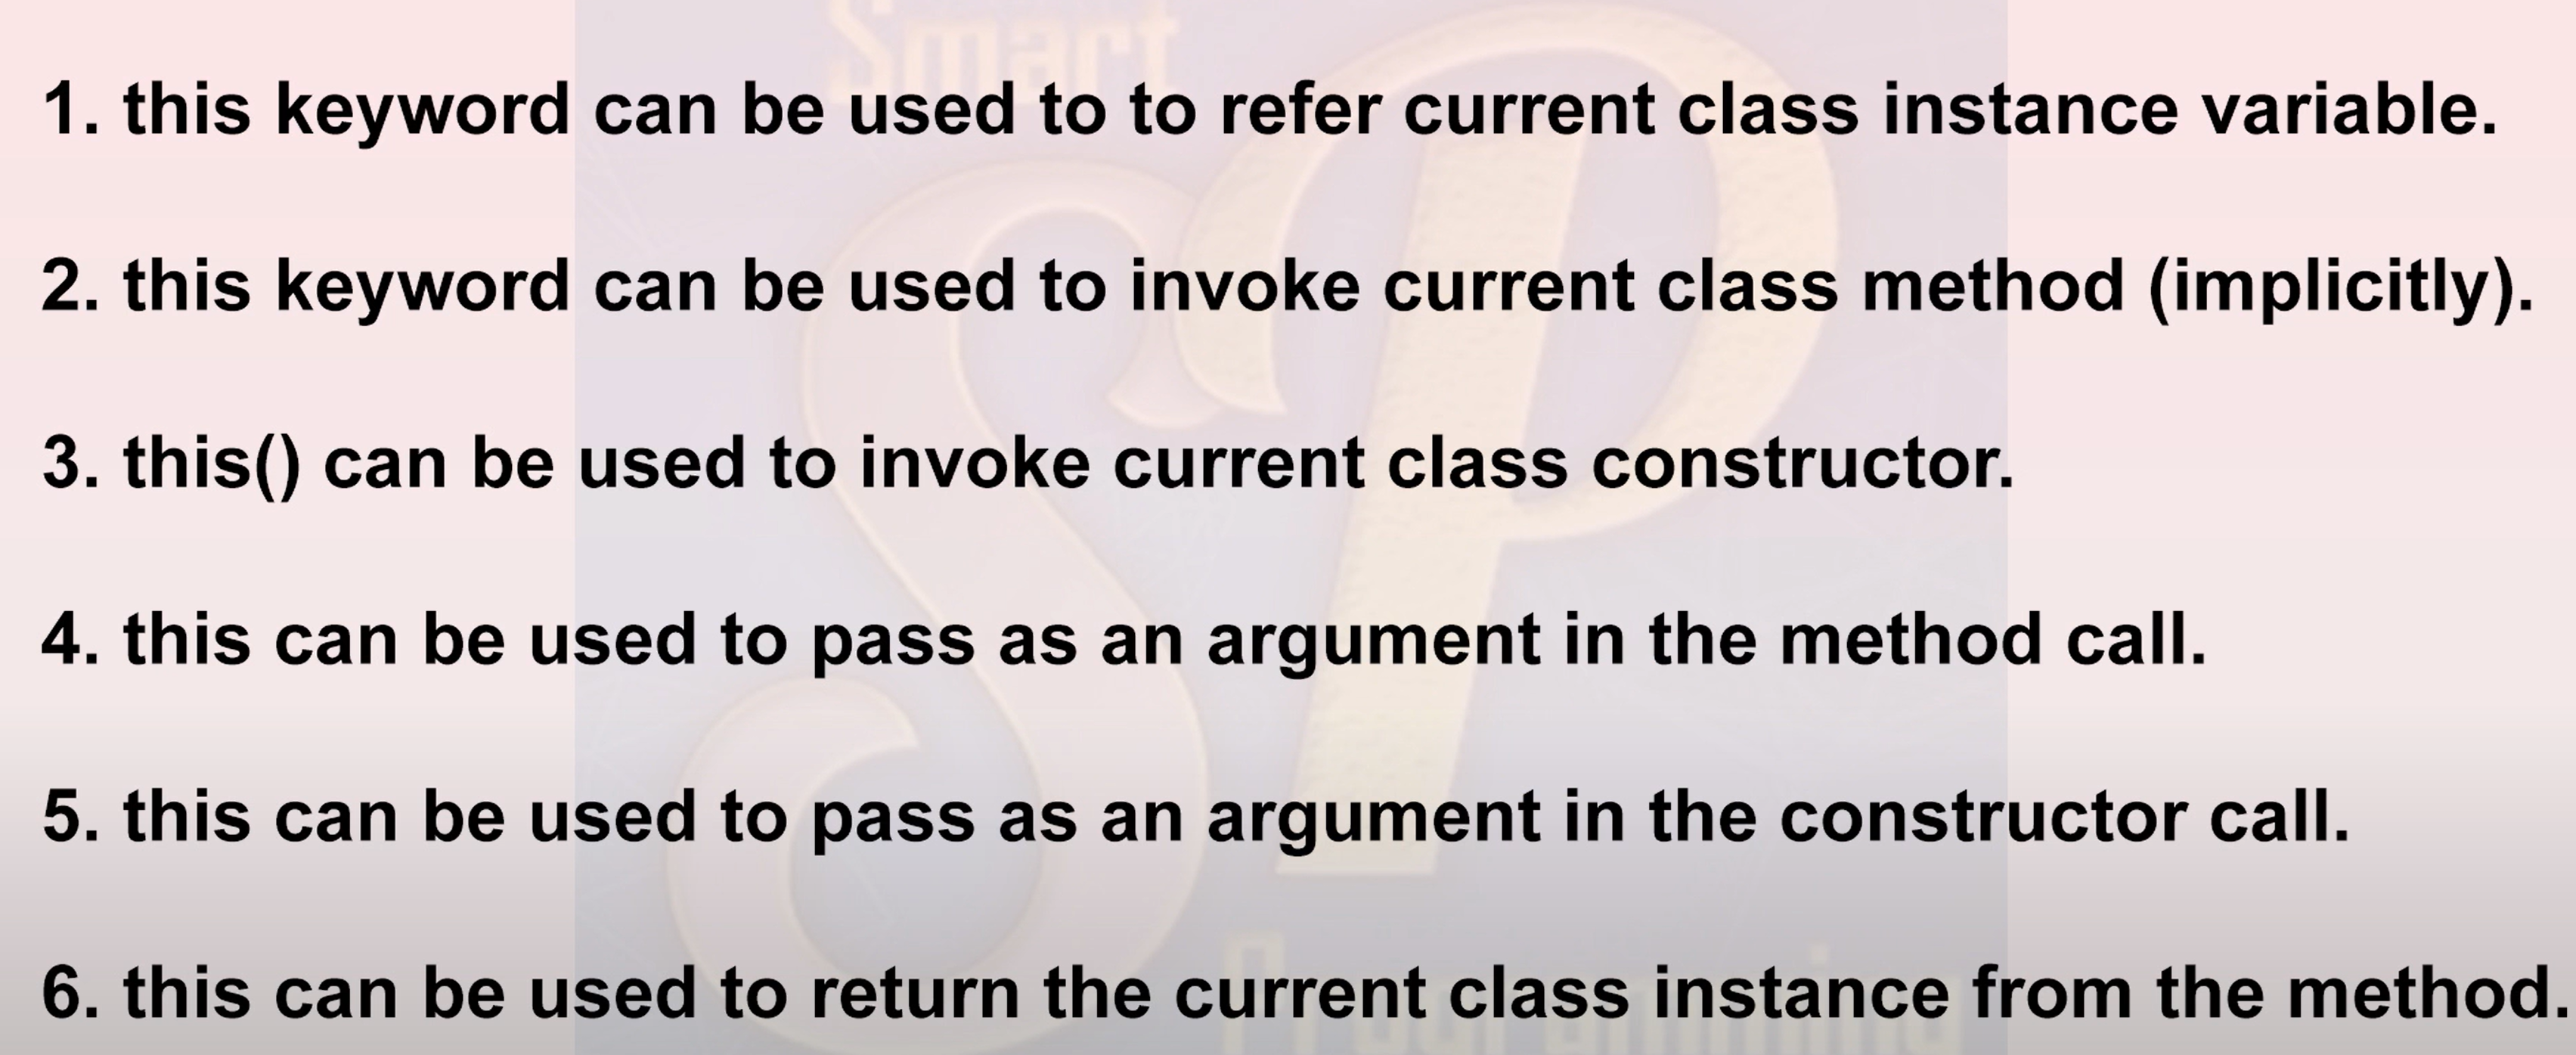 Smart
1. this keyword can be used to to refer current class instance variable.
2. this keyword can be used to invoke current class method (implicitly).
3. this() can be used to invoke current class constructor.
SP
4. this can be used to pass as an argument in the method call.
5. this can be used to pass as an argument in the constructor call.
6. this can be used to return the current class instance from the method.
Programming